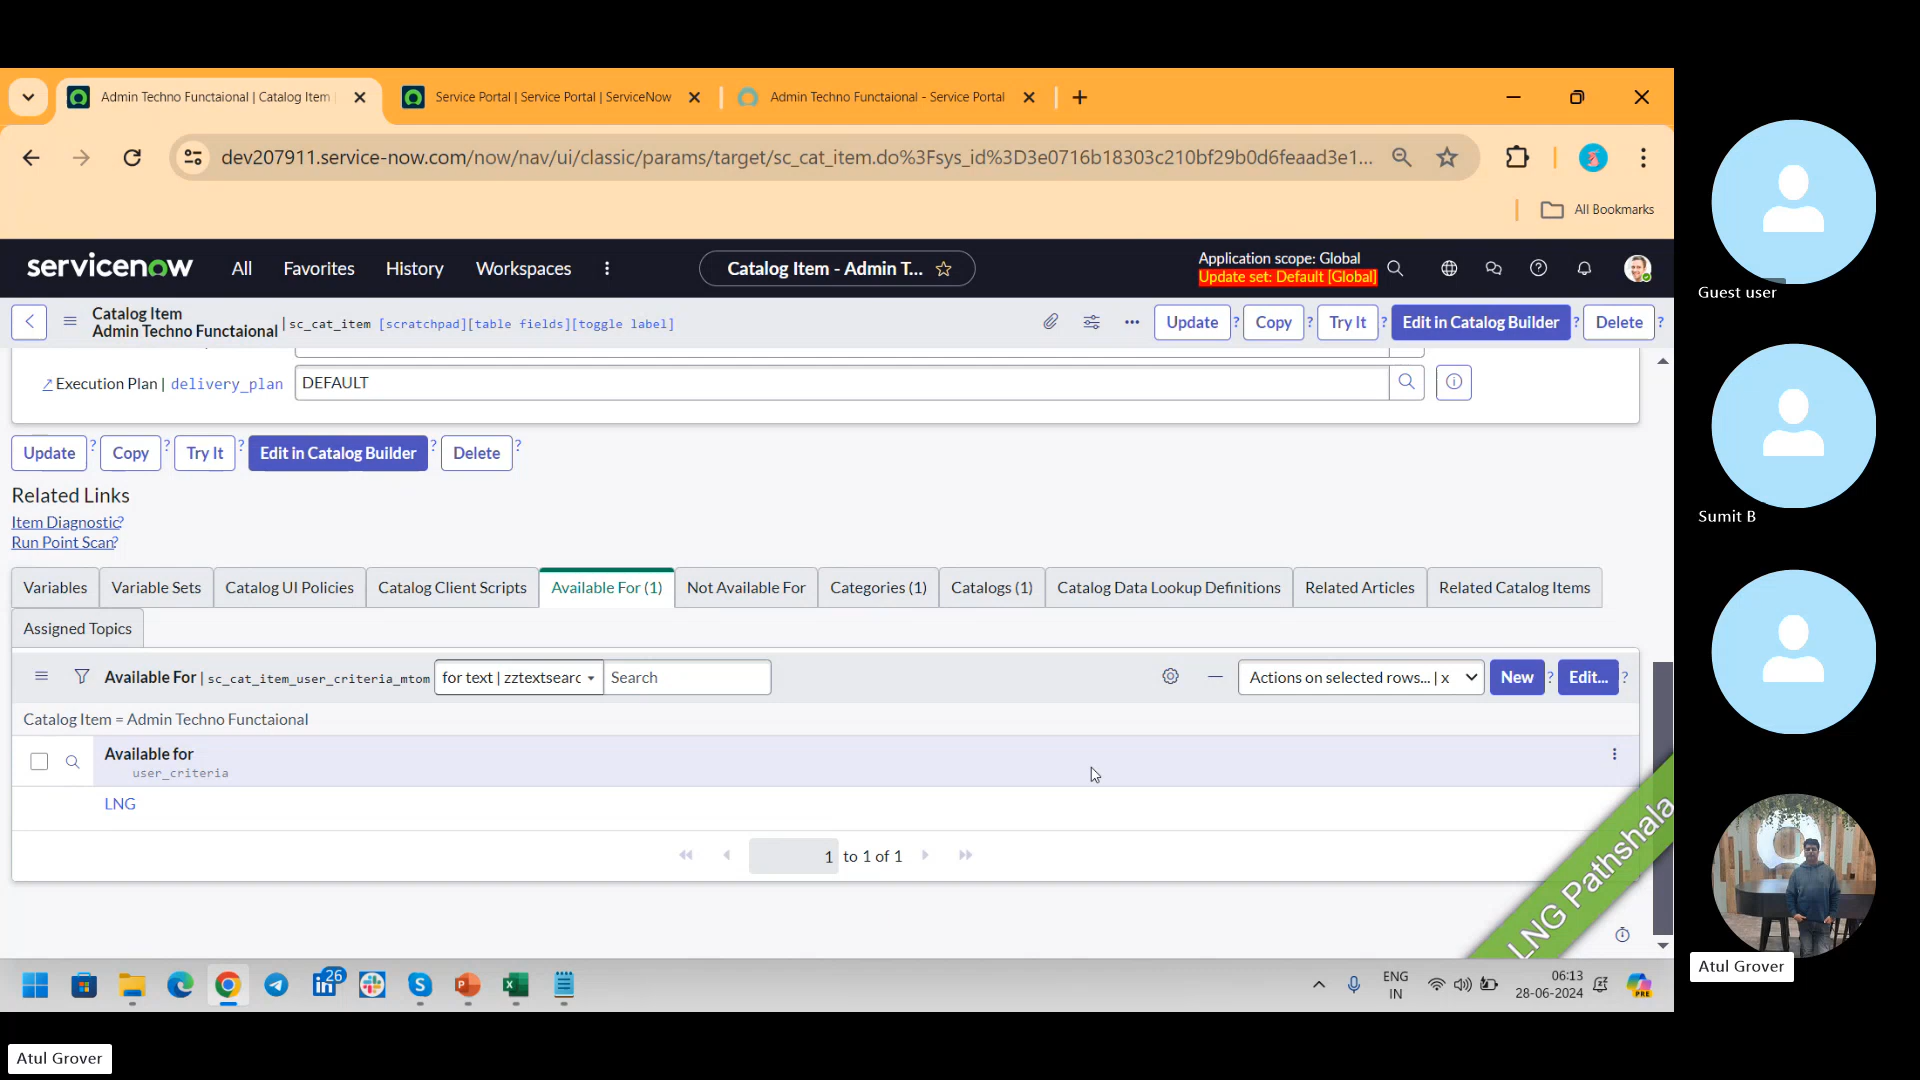 Admin Techno Functaional | Catalog Item
Service Portal | Service Portal | ServiceNow
Admin Techno Functaional - Service Portal
dev207911.service-now.com/now/nav/ui/classic/params/target/sc_cat_item.do%3Fsys_id%3D3e0716b18303c210bf29b0d6feaad3e1...
All Bookmarks
servicenow
All
Favorites
History
Workspaces
Catalog Item - Admin T...
Application scope: Global
Update set: Default [Global]
Catalog Item
Admin Techno Functaional | sc_cat_item [scratchpad][table fields][toggle label]
Update ? Copy ? Try It ? Edit in Catalog Builder ? Delete ?
Execution Plan | delivery_plan
DEFAULT
Update ? Copy ? Try It ? Edit in Catalog Builder ? Delete ?
Related Links
Item Diagnostic?
Run Point Scan?
Variables
Variable Sets
Catalog UI Policies
Catalog Client Scripts
Available For (1)
Not Available For
Categories (1)
Catalogs (1)
Catalog Data Lookup Definitions
Related Articles
Related Catalog Items
Assigned Topics
Available For | sc_cat_item_user_criteria_mtom
for text | zztextsearc
Search
Actions on selected rows... | x
New ?
Edit... ?
Catalog Item = Admin Techno Functaional
Available for
user_criteria
LNG
1 to 1 of 1
LNG Pathshala
26
ENG
IN
06:13
28-06-2024
PRE
Guest user
Sumit B
Atul Grover
Atul Grover